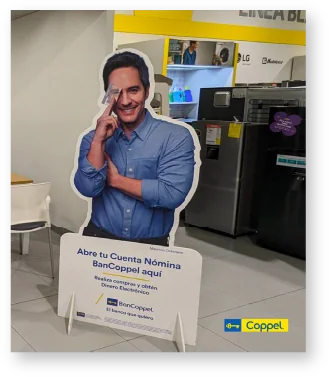 LÍNEA BL
LG
Abre tu Cuenta Nómina
BanCoppel aquí
Realiza compras y obtén
Dinero Electrónico
BanCoppel.
El banco que quiero
Coppel.